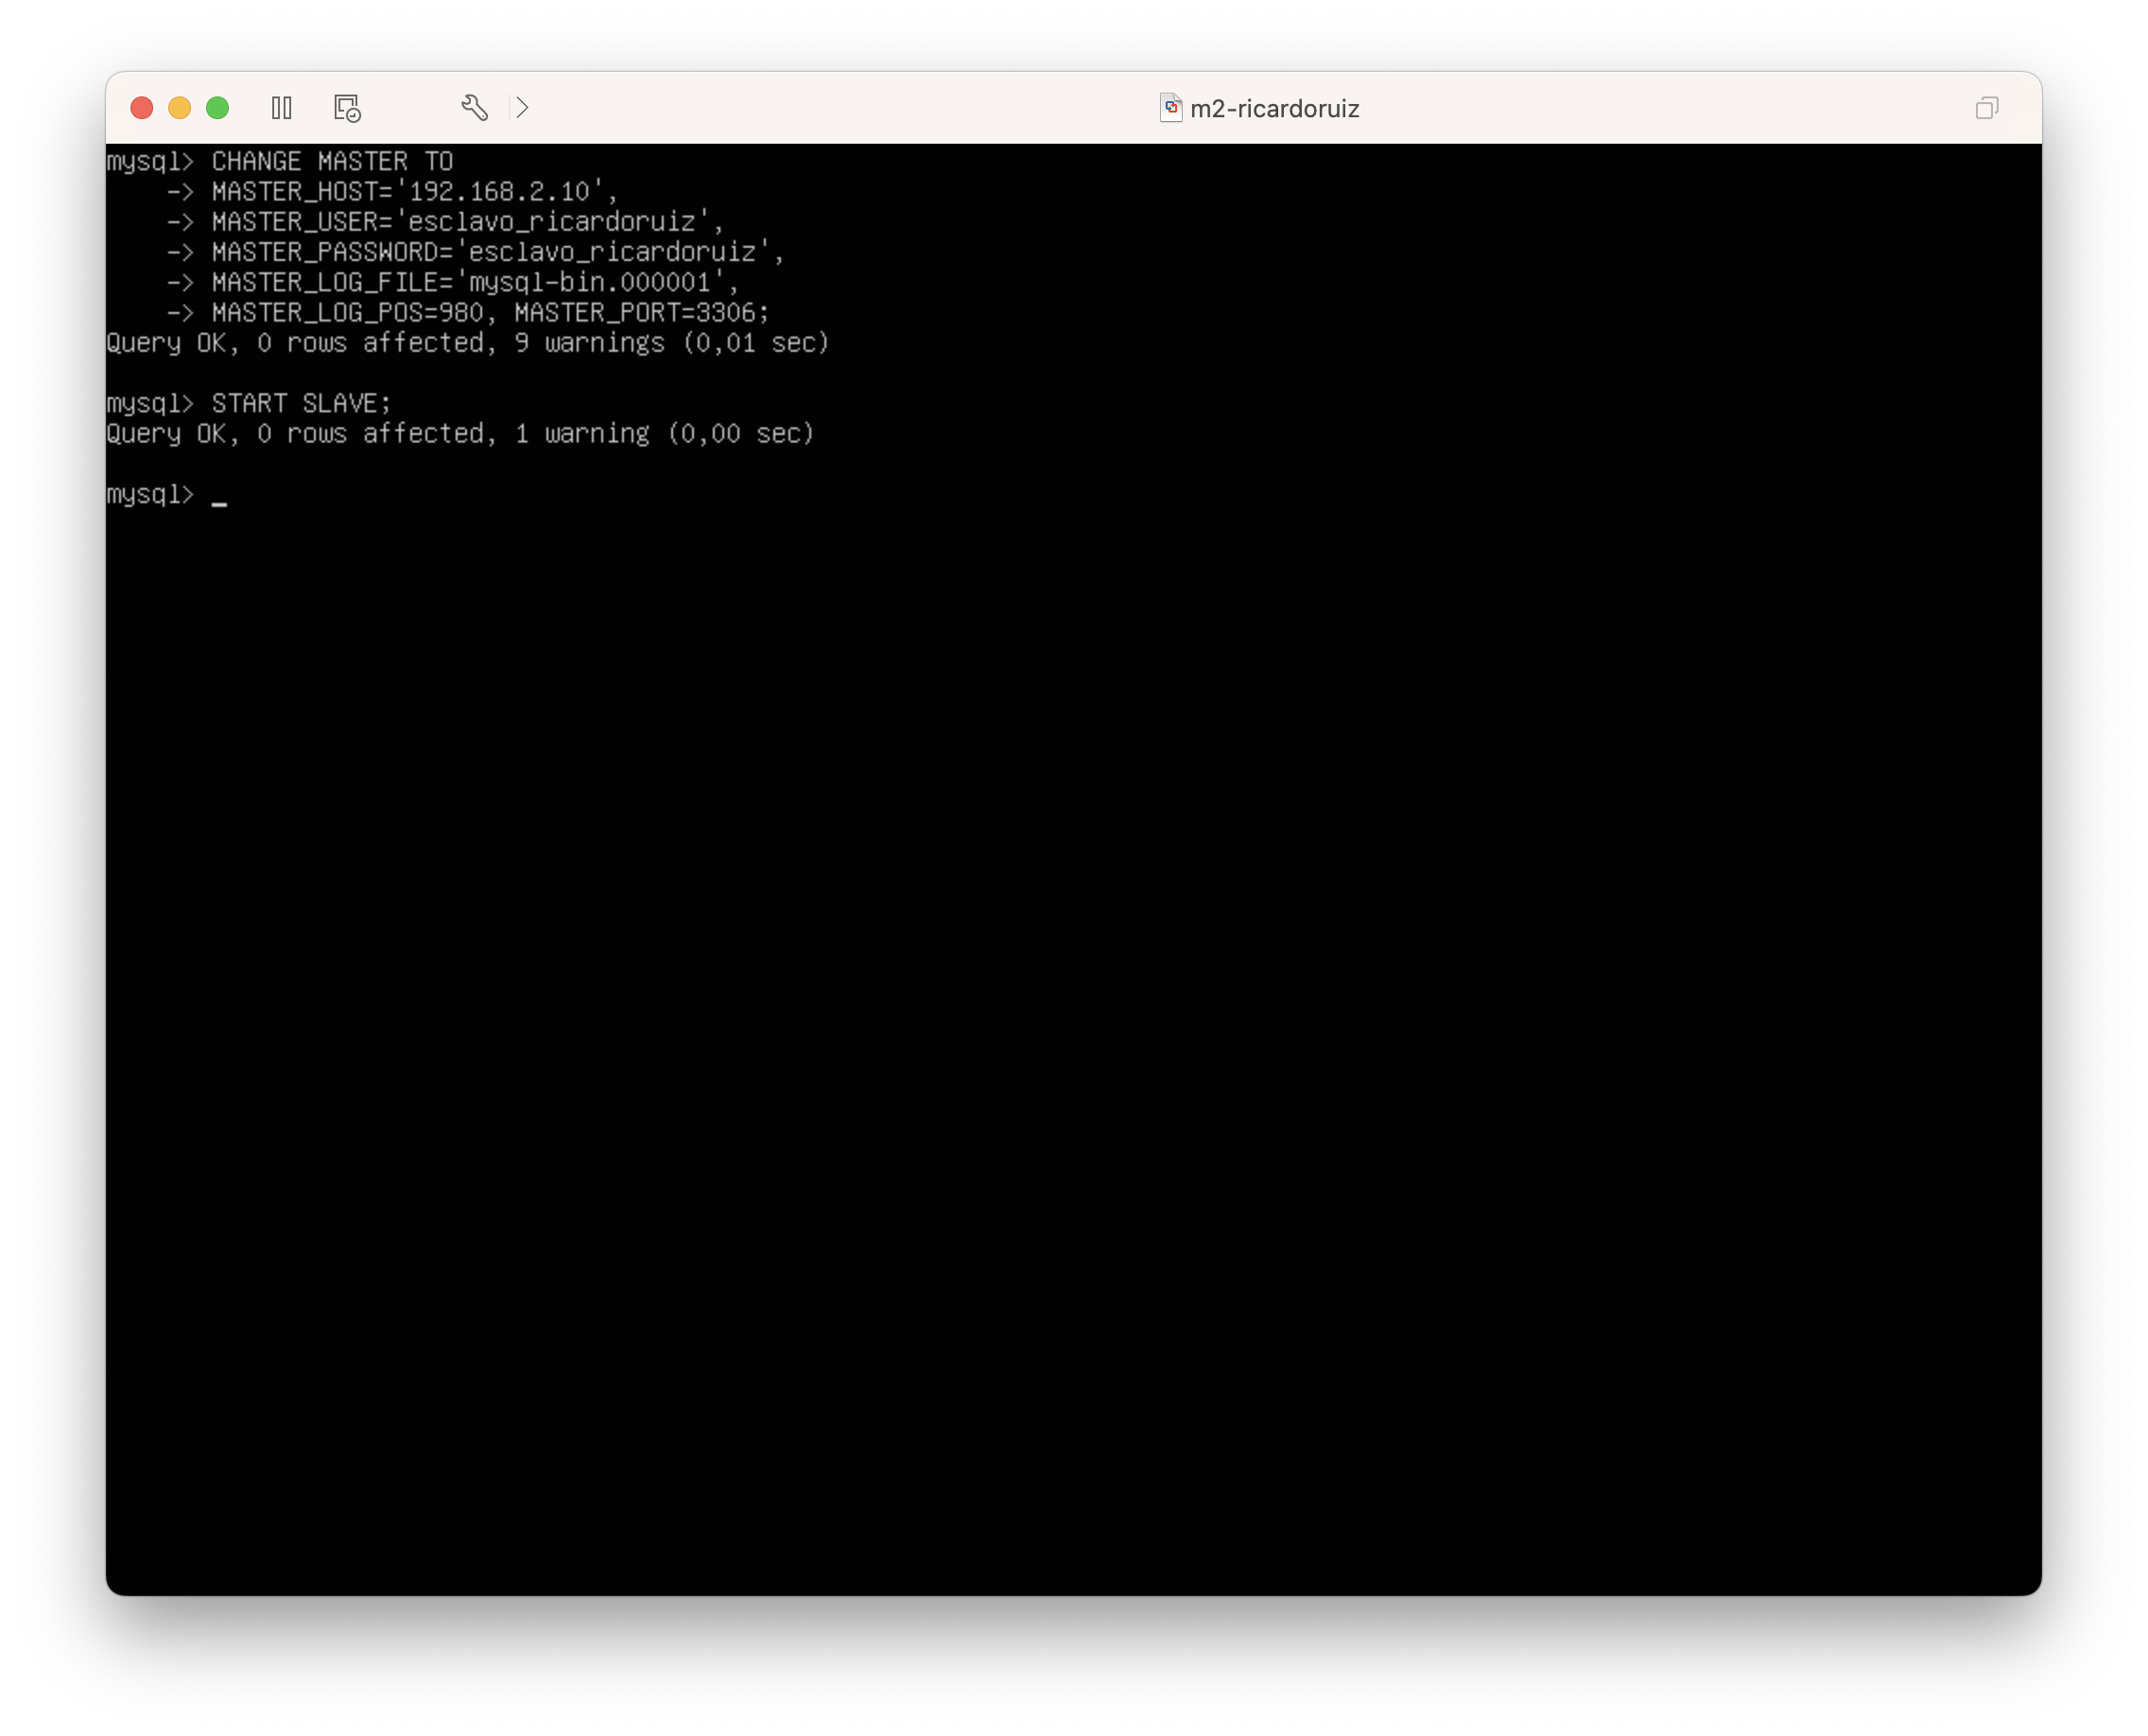 m2-ricardoruiz
mysql> CHANGE MASTER TO
    -> MASTER_HOST='192.168.2.10',
    -> MASTER_USER='esclavo_ricardoruiz',
    -> MASTER_PASSWORD='esclavo_ricardoruiz',
    -> MASTER_LOG_FILE='mysql-bin.000001',
    -> MASTER_LOG_POS=980, MASTER_PORT=3306;
Query OK, 0 rows affected, 9 warnings (0,01 sec)
mysql> START SLAVE;
Query OK, 0 rows affected, 1 warning (0,00 sec)
mysql> _